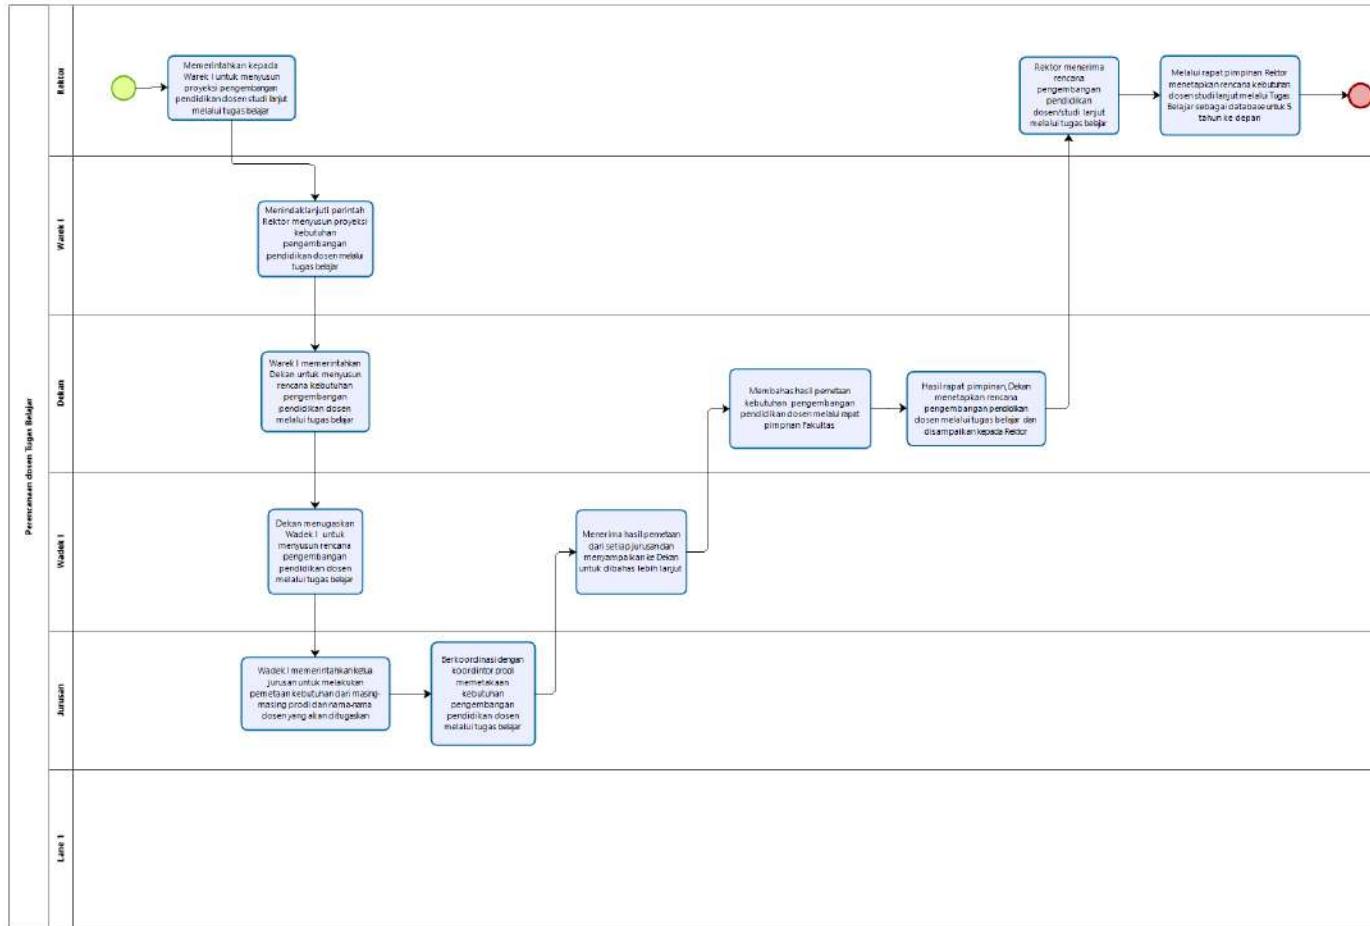 Perencanaan dosen Tugas Belajar
Rektor
Memerintahkan kepada
Warek I untuk menyusun
proyeksi pengembangan
pendidikan dosen studi lanjut
melalui tugas belajar
Rektor menerima
rencana
pengembangan
pendidikan
dosen/studi lanjut
melalui tugas belajar
Melalui rapat pimpinan Rektor
menetapkan rencana kebutuhan
dosen studi lanjut melalui Tugas
Belajar sebagai database untuk 5
tahun ke depan
Warek I
Menindaklanjuti perintah
Rektor menyusun proyeksi
kebutuhan
pengembangan
pendidikan dosen melalui
tugas belajar
Dekan
Warek I memerintahkan
Dekan untuk menyusun
rencana kebutuhan
pengembangan
pendidikan dosen
melalui tugas belajar
Membahas hasil pemetaan
kebutuhan pengembangan
pendidikan dosen melalui rapat
pimpinan Fakultas
Hasil rapat pimpinan, Dekan
menetapkan rencana
pengembangan pendidikan
dosen melalui tugas belajar dan
disampaikan kepada Rektor
Wadek I
Dekan menugaskan
Wadek I untuk
menyusun rencana
pengembangan
pendidikan dosen
melalui tugas belajar
Menerima hasil pemetaan
dari setiap jurusan dan
menyampaikan ke Dekan
untuk dibahas lebih lanjut
Jurusan
Wadek I memerintahkan ketua
jurusan untuk melakukan
pemetaan kebutuhan dari masing-
masing prodi dan nama-nama
dosen yang akan ditugaskan
Berkoordinasi dengan
koordintor prodi
memetakaan
kebutuhan
pengembangan
pendidikan dosen
melalui tugas belajar
Lane 1